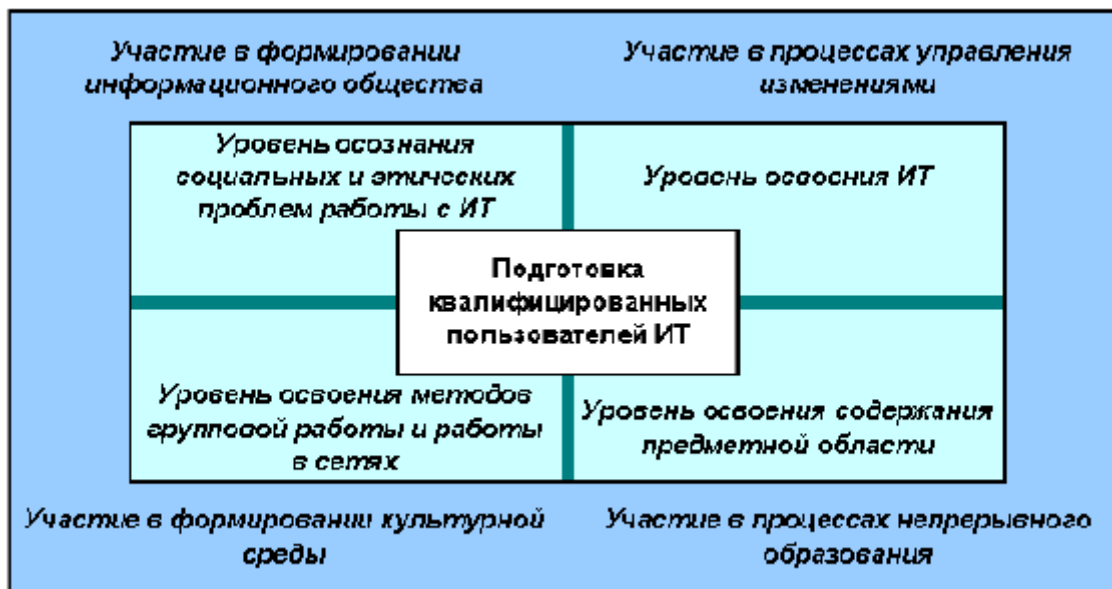 Участие в формировании
информационного общества
Участие в процессах управления
изменениями
Уровень осознания
социальных и этических
проблем работы с ИТ
Уровень освоения ИТ
Подготовка
квалифицированных
пользователей ИТ
Уровень освоения методов
групповой работы и работы
в сетях
Уровень освоения содержания
предметной области
Участие в формировании культурной
среды
Участие в процессах непрерывного
образования